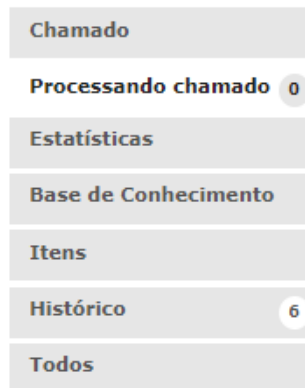 Chamado
Processando chamado 0
Estatísticas
Base de Conhecimento
Itens
Histórico 6
Todos